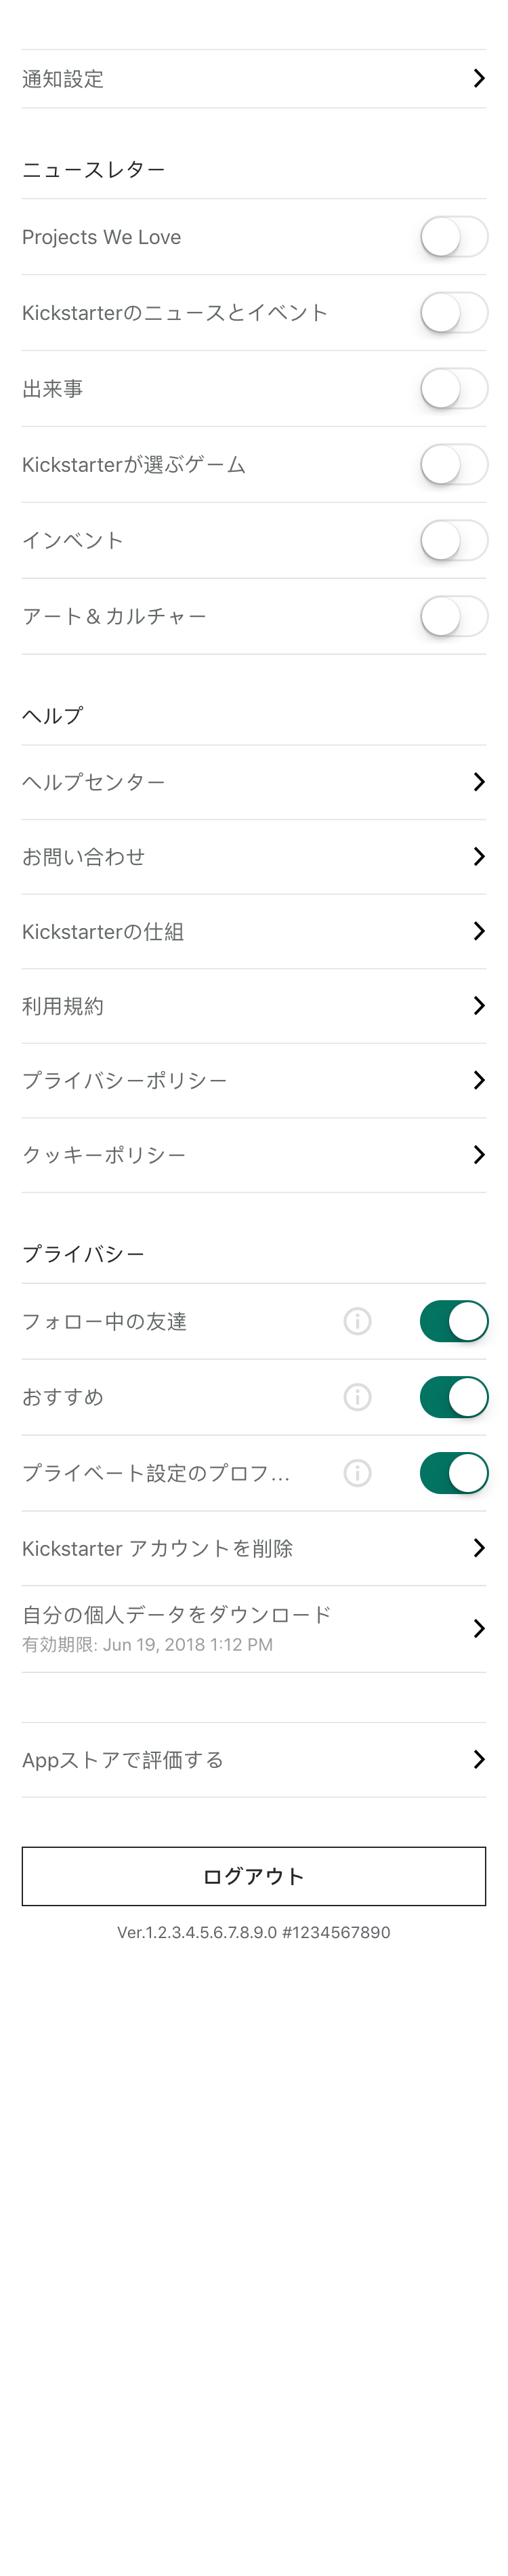 通知設定
ニュースレター
Projects We Love
Kickstarterのニュースとイベント
出来事
Kickstarterが選ぶゲーム
インベント
アート＆カルチャー
ヘルプ
ヘルプセンター
お問い合わせ
Kickstarterの仕組
利用規約
プライバシーポリシー
クッキーポリシー
プライバシー
フォロー中の友達
おすすめ
プライベート設定のプロフ...
Kickstarter アカウントを削除
自分の個人データをダウンロード
有効期限: Jun 19, 2018 1:12 PM
Appストアで評価する
ログアウト
Ver.1.2.3.4.5.6.7.8.9.0 #1234567890